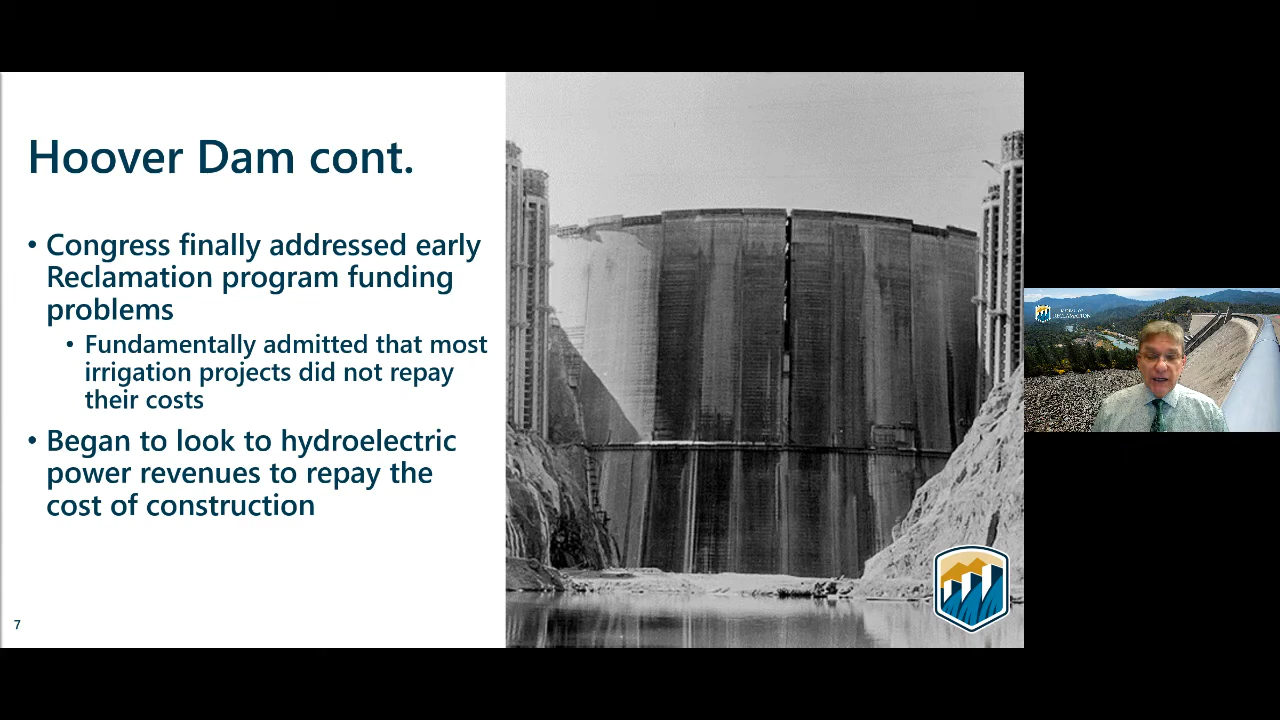 Hoover Dam cont.
• Congress finally addressed early
Reclamation program funding
problems
• Fundamentally admitted that most
irrigation projects did not repay
their costs
• Began to look to hydroelectric
power revenues to repay the
cost of construction
7
RECLAMATION